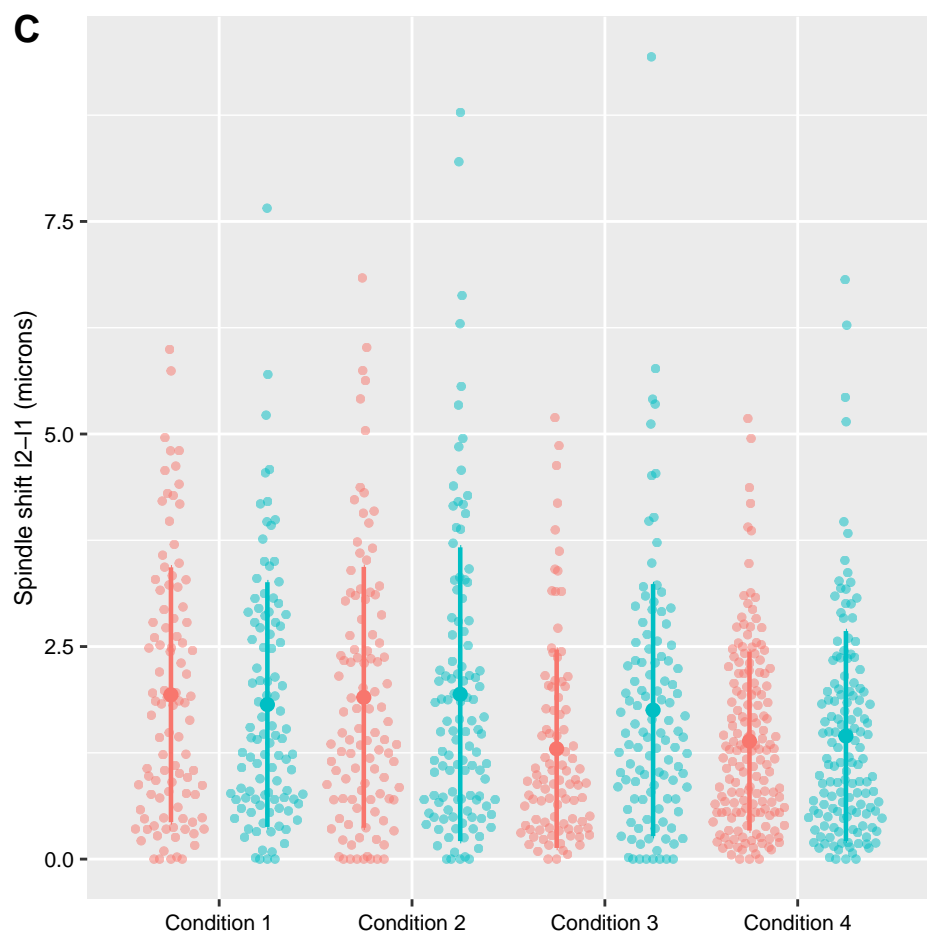 C
Spindle shift I2–I1 (microns)
7.5
5.0
2.5
0.0
Condition 1
Condition 2
Condition 3
Condition 4